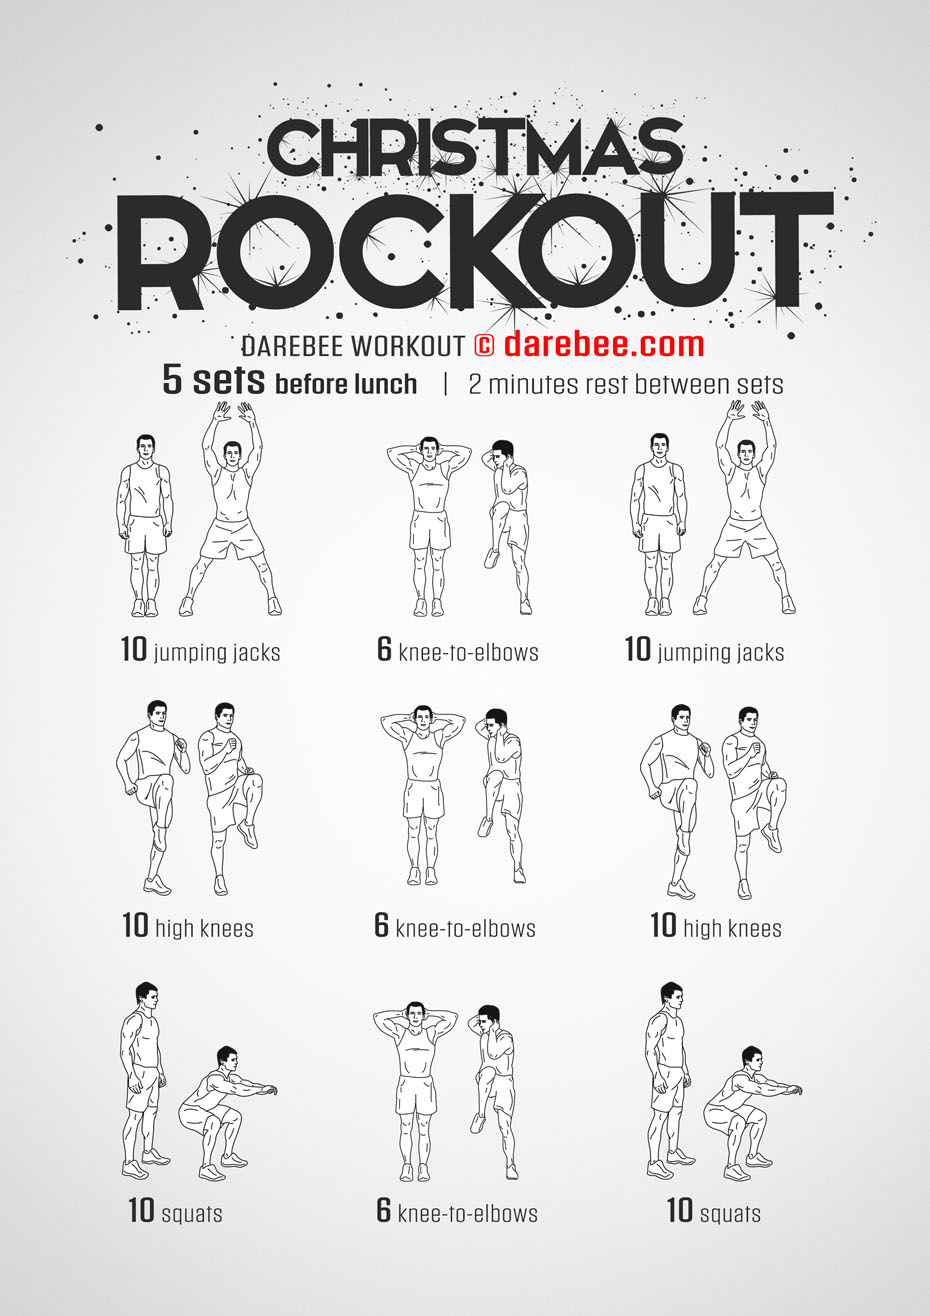 CHRISTMAS
ROCKOUT
DAREBEE WORKOUT © darebee.com
5 sets before lunch | 2 minutes rest between sets
10 jumping jacks 6 knee-to-elbows 10 jumping jacks
10 high knees 6 knee-to-elbows 10 high knees
10 squats 6 knee-to-elbows 10 squats